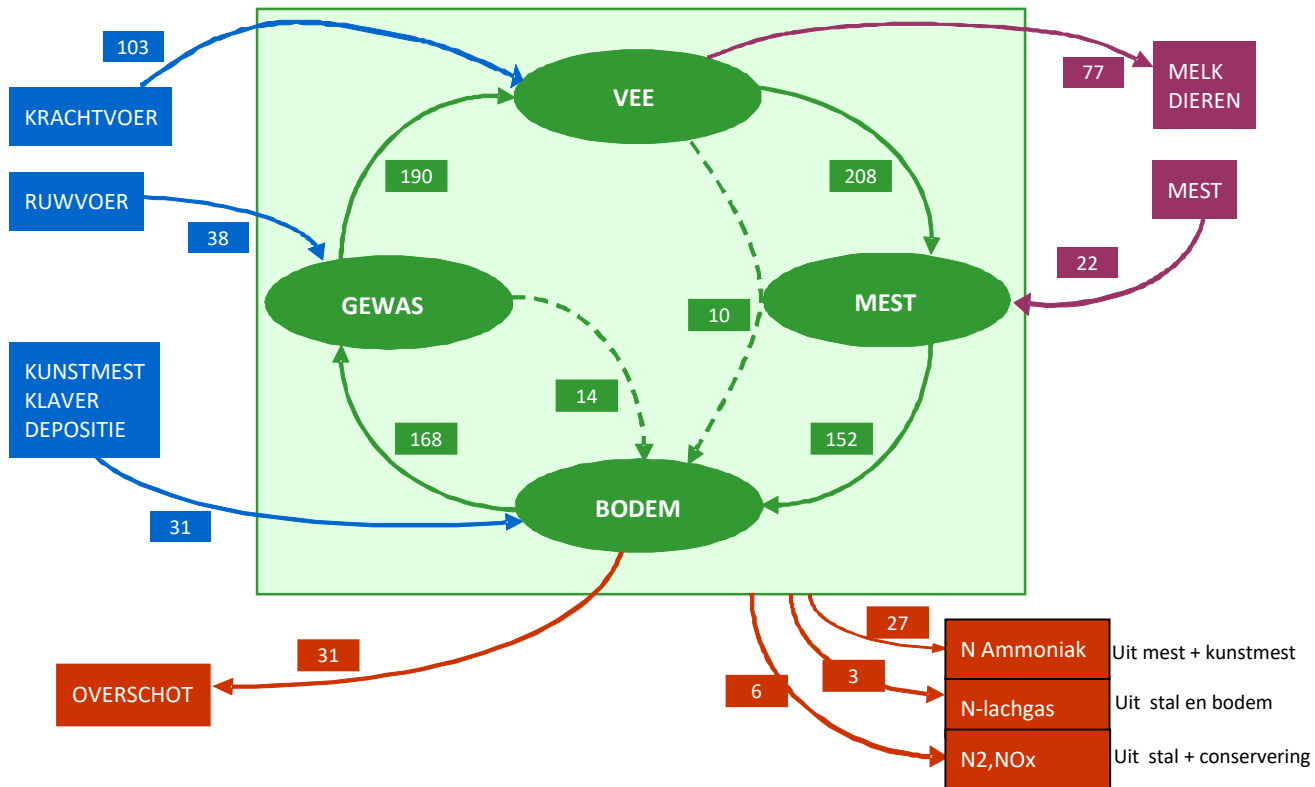 103
77
KRACHTVOER
VEE
MELK
DIEREN
190
208
RUWVOER
MEST
38
22
GEWAS
10
MEST
KUNSTMEST
KLAVER
DEPOSITIE
14
168
152
31
BODEM
31
27
N Ammoniak
Uit mest + kunstmest
OVERSCHOT
6
3
N-lachgas
Uit stal en bodem
N2,NOx
Uit stal + conservering